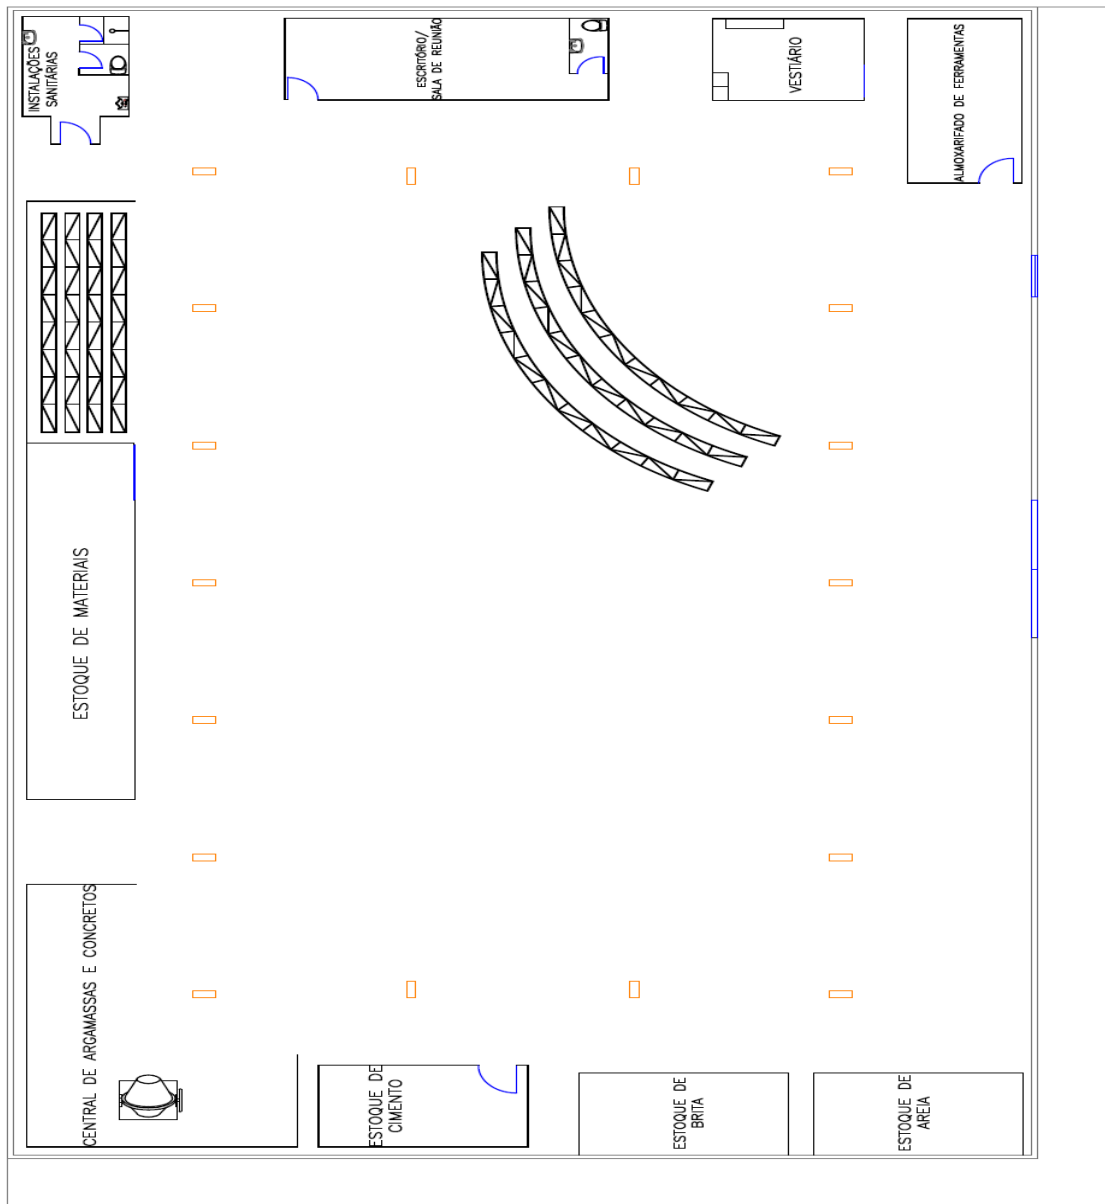 INSTALAÇÕES
SANITÁRIAS
ESCRITÓRIO/
SALA DE REUNIÃO
VESTIÁRIO
ALMOXARIFADO DE FERRAMENTAS
ESTOQUE DE MATERIAIS
CENTRAL DE ARGAMASSAS E CONCRETOS
ESTOQUE DE
CIMENTO
ESTOQUE DE
BRITA
ESTOQUE DE
AREIA